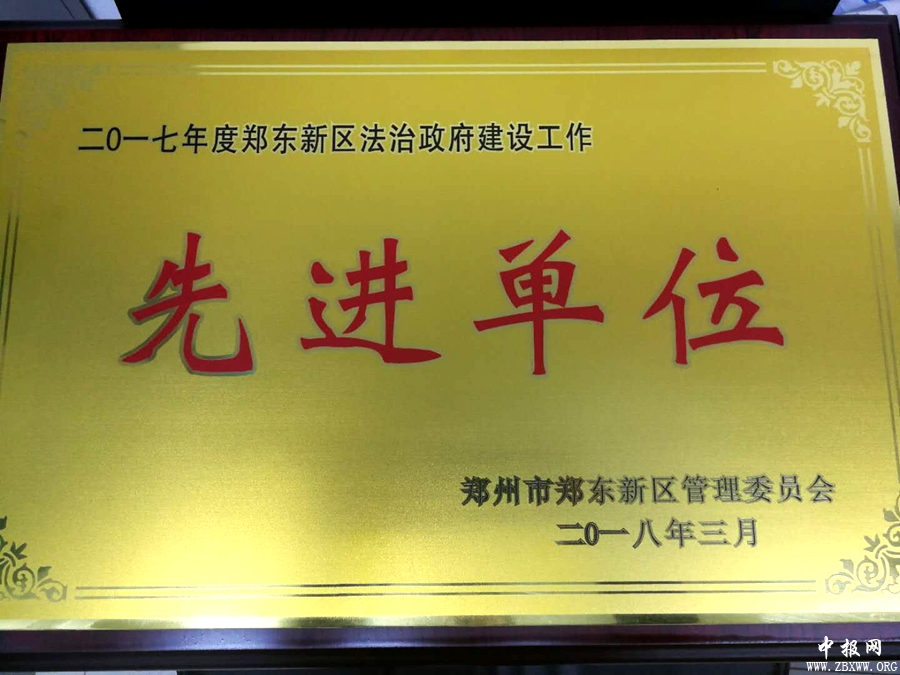 二0一七年度郑东新区法治政府建设工作
先进单位
郑州市郑东新区管理委员会
二0一八年三月
中报网
WWW.ZBXWW.ORG